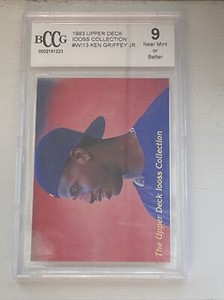 BCCG
0002181223
1993 UPPER DECK
IOOSS COLLECTION
#WI13 KEN GRIFFEY JR.
9
Near Mint
or
Better
The Upper Deck Iooss Collection